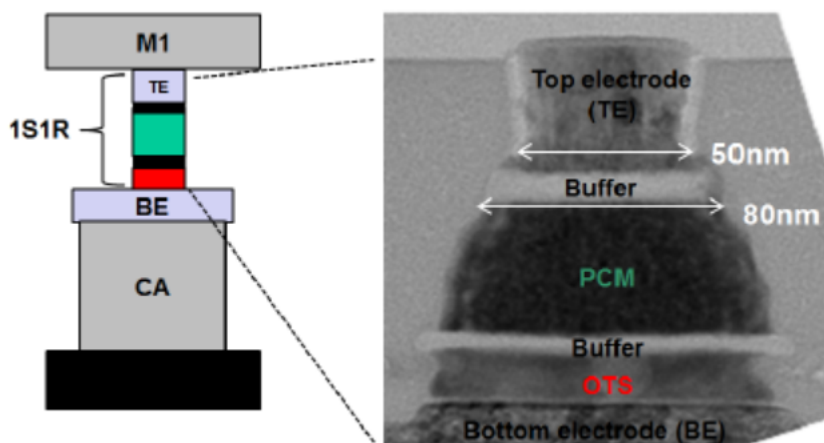 M1
TE
1S1R
BE
CA
Top electrode
(TE)
50nm
Buffer
80nm
PCM
Buffer
OTS
Bottom electrode (BE)